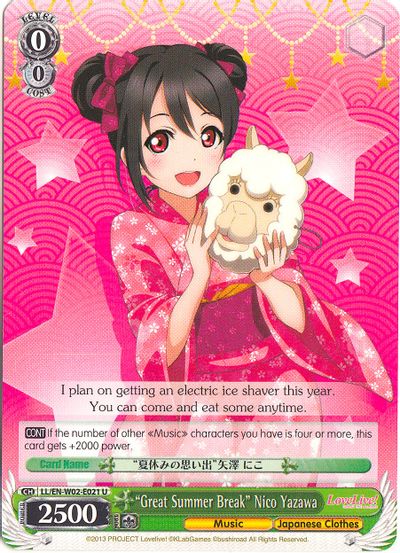 LEVEL
0
0
COST
I plan on getting an electric ice shaver this year.
You can come and eat some anytime.
CONT If the number of other «Music» characters you have is four or more, this
card gets +2000 power.
Card Name
“夏休みの思い出”矢澤 にこ
CH LL/EN-W02-E021 U
“Great Summer Break” Nico Yazawa
LoveLive!
2500
Music
Japanese Clothes
©2013 PROJECT Lovelive! ©KLabGames ©bushiroad All Rights Reserved.